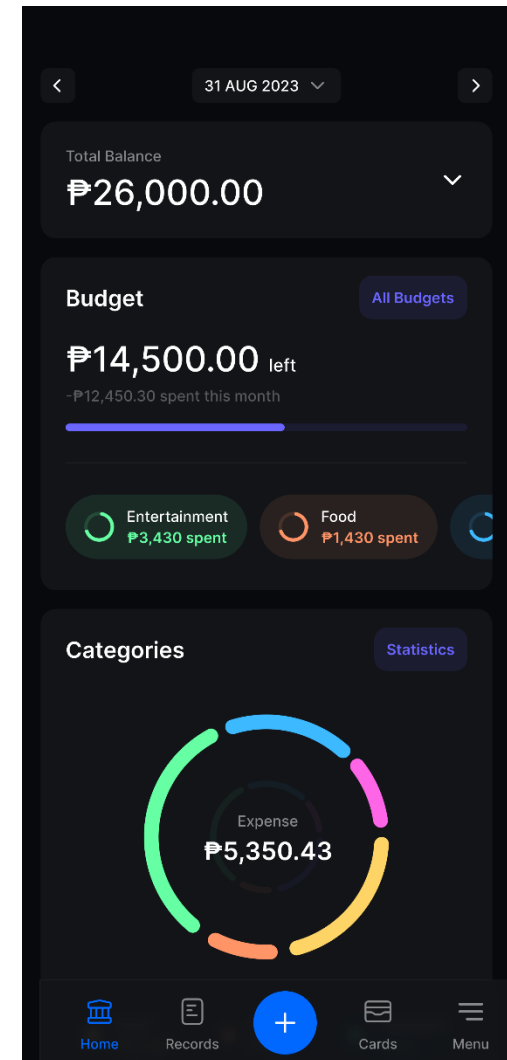 31 AUG 2023
Total Balance
₱26,000.00
Budget
All Budgets
₱14,500.00 left
-₱12,450.30 spent this month
Entertainment
₱3,430 spent
Food
₱1,430 spent
Categories
Statistics
Expense
₱5,350.43
Home
Records
Cards
Menu